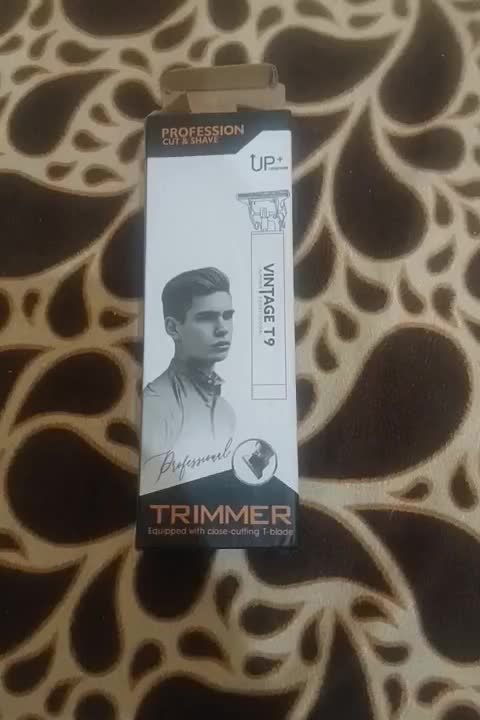 PROFESSION
CUT & SHAVE
UP+
VINTAGE T9
Professional
TRIMMER
Equipped with close-cutting T-blade